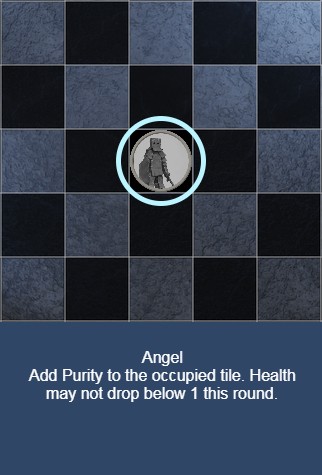 Angel
Add Purity to the occupied tile. Health
may not drop below 1 this round.